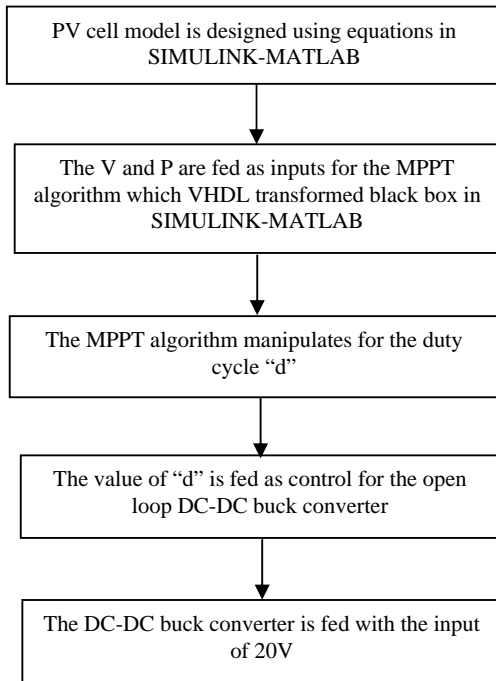 PV cell model is designed using equations in
SIMULINK-MATLAB
The V and P are fed as inputs for the MPPT
algorithm which VHDL transformed black box in
SIMULINK-MATLAB
The MPPT algorithm manipulates for the duty
cycle “d”
The value of “d” is fed as control for the open
loop DC-DC buck converter
The DC-DC buck converter is fed with the input
of 20V